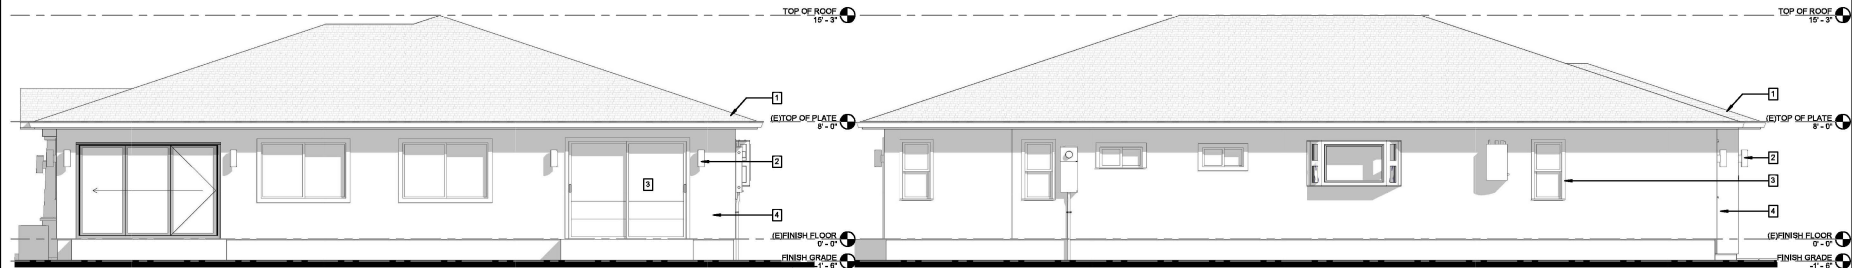 TOP OF ROOF
15' - 3"
1
(E)TOP OF PLATE
8' - 0"
2
3
4
(E)FINISH FLOOR
0' - 0"
FINISH GRADE
-1' - 6"
TOP OF ROOF
15' - 3"
1
(E)TOP OF PLATE
8' - 0"
2
3
4
(E)FINISH FLOOR
0' - 0"
FINISH GRADE
-1' - 6"